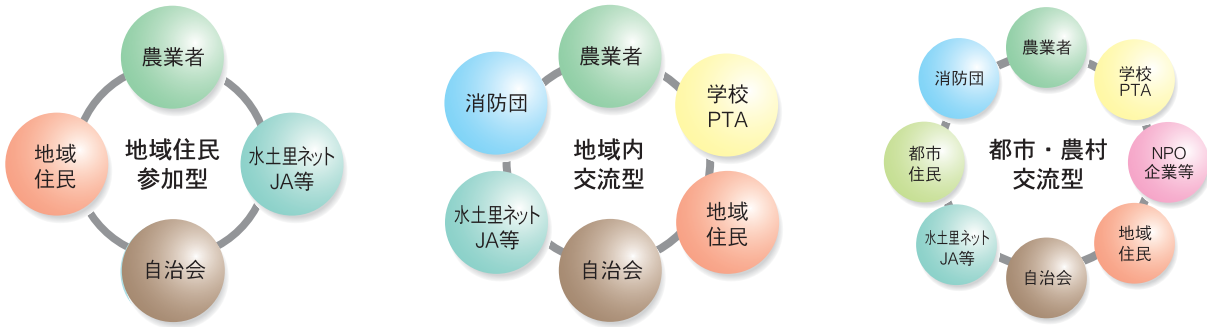 農業者
地域
住民
地域住民
参加型
水土里ネット
JA等
自治会
農業者
消防団
学校
PTA
地域内
交流型
水土里ネット
JA等
地域
住民
自治会
農業者
消防団
学校
PTA
都市
住民
都市・農村
交流型
NPO
企業等
水土里ネット
JA等
地域
住民
自治会